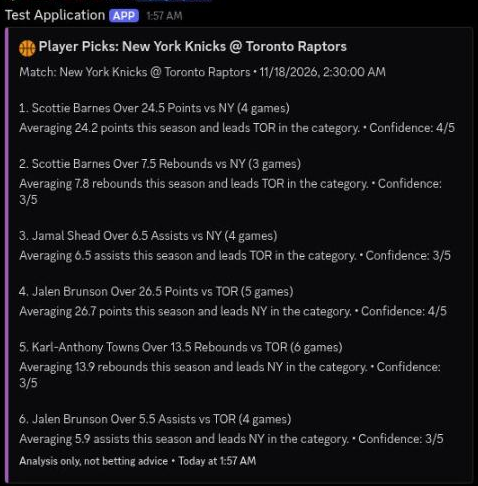 Test Application APP 1:57 AM
Player Picks: New York Knicks @ Toronto Raptors
Match: New York Knicks @ Toronto Raptors • 11/18/2026, 2:30:00 AM
1. Scottie Barnes Over 24.5 Points vs NY (4 games)
Averaging 24.2 points this season and leads TOR in the category. • Confidence: 4/5
2. Scottie Barnes Over 7.5 Rebounds vs NY (3 games)
Averaging 7.8 rebounds this season and leads TOR in the category. • Confidence:
3/5
3. Jamal Shead Over 6.5 Assists vs NY (4 games)
Averaging 6.5 assists this season and leads TOR in the category. • Confidence: 3/5
4. Jalen Brunson Over 26.5 Points vs TOR (5 games)
Averaging 26.7 points this season and leads NY in the category. • Confidence: 4/5
5. Karl-Anthony Towns Over 13.5 Rebounds vs TOR (6 games)
Averaging 13.9 rebounds this season and leads NY in the category. • Confidence:
3/5
6. Jalen Brunson Over 5.5 Assists vs TOR (4 games)
Averaging 5.9 assists this season and leads NY in the category. • Confidence: 3/5
Analysis only, not betting advice • Today at 1:57 AM